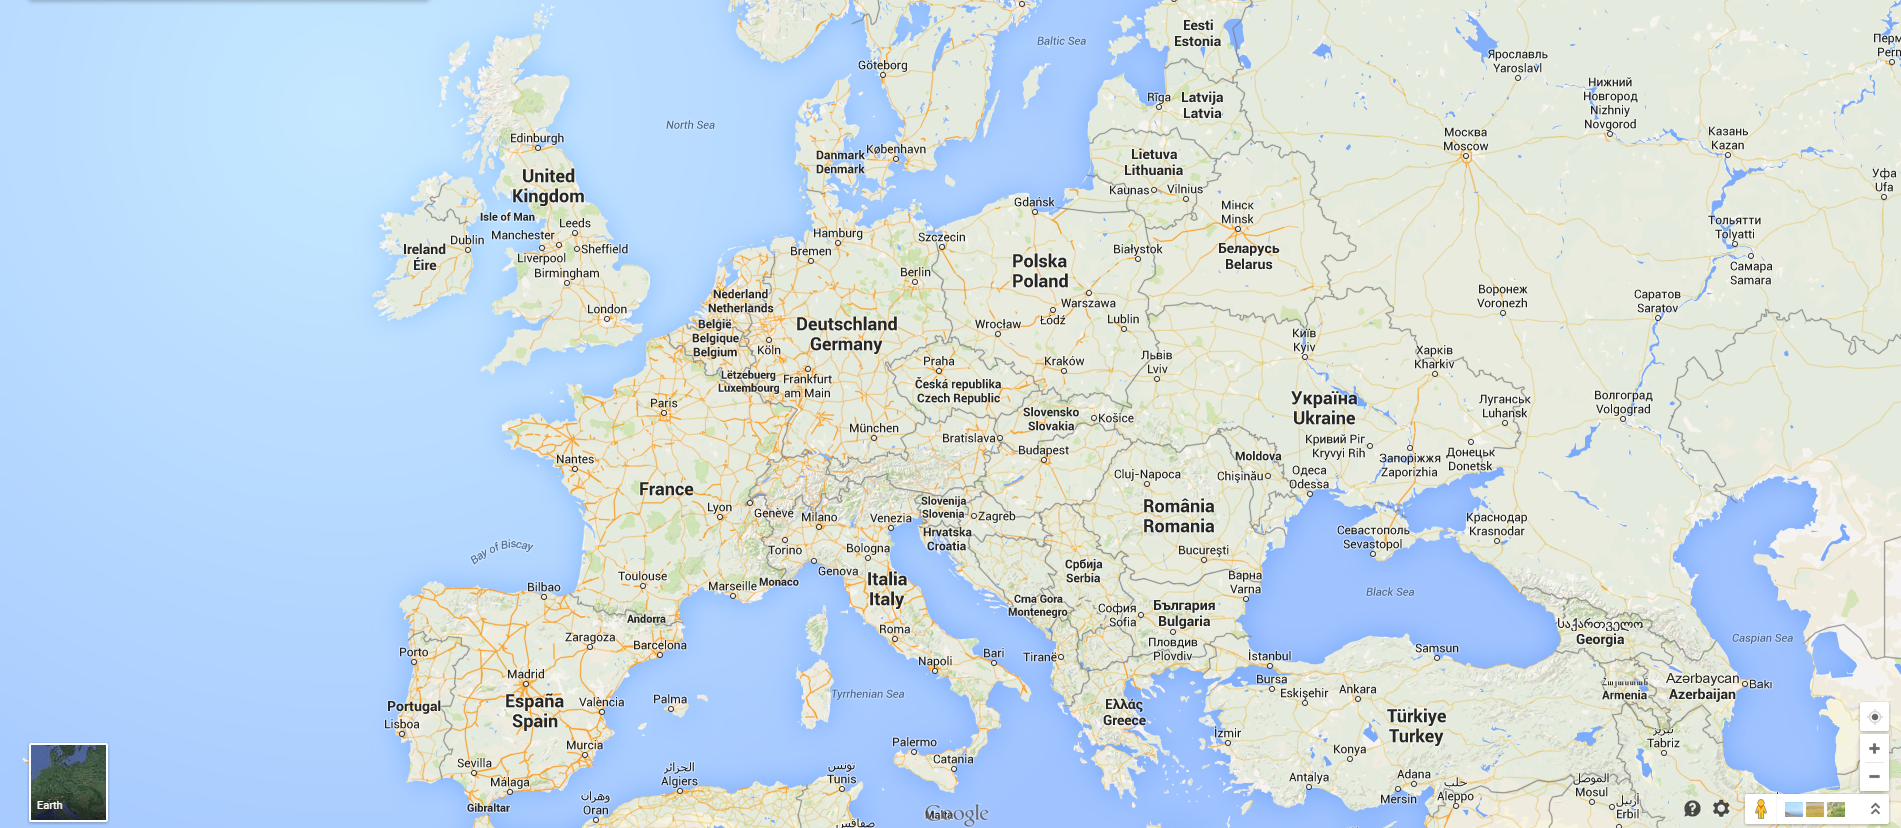 Eesti
Estonia
Baltic Sea
Ярославль
Yaroslavl
Göteborg
Нижний
Новгород
Nizhniy
Novgorod
Rīga
Latvija
Latvia
North Sea
Edinburgh
Москва
Moscow
Казань
Kazan
Danmark
Denmark
København
Lietuva
Lithuania
Уфа
Ufa
United
Kingdom
Kaunas
Vilnius
Gdańsk
Мінск
Minsk
Isle of Man
Leeds
Тольятти
Tolyatti
Dublin
Manchester
Sheffield
Hamburg
Szczecin
Ireland
Éire
Liverpool
Bremen
Białystok
Беларусь
Belarus
Birmingham
Berlin
Polska
Poland
Самара
Samara
Nederland
Netherlands
Warszawa
Воронеж
Voronezh
Саратов
Saratov
London
België
Belgique
Belgium
Deutschland
Germany
Wrocław
Łódź
Lublin
Київ
Kyiv
Köln
Praha
Kraków
Львів
Lviv
Харків
Kharkiv
Lëtzebuerg
Luxembourg
Frankfurt
am Main
Česká republika
Czech Republic
Paris
Slovensko
Slovakia
Košice
Україна
Ukraine
Луганськ
Luhansk
Волгоград
Volgograd
München
Bratislava
Budapest
Кривий Ріг
Kryvyi Rih
Запоріжжя
Zaporizhia
Донецьк
Donetsk
Nantes
Moldova
Cluj-Napoca
Chișinău
Одеса
Odessa
France
Lyon
Genève
Milano
Venezia
Slovenija
Slovenia
Zagreb
România
Romania
Hrvatska
Croatia
Севастополь
Sevastopol
Краснодар
Krasnodar
Bay of Biscay
Torino
Bologna
București
Genova
Србија
Serbia
Toulouse
Marseille
Monaco
Italia
Italy
Варна
Varna
Black Sea
Bilbao
Crna Gora
Montenegro
София
Sofia
България
Bulgaria
Andorra
Roma
საქართველო
Georgia
Caspian Sea
Zaragoza
Barcelona
Пловдив
Plovdiv
Porto
Bari
Tiranë
İstanbul
Samsun
Napoli
Madrid
Bursa
Eskişehir
Ankara
Armenia
Azərbaycan
Azerbaijan
Bakı
España
Spain
València
Palma
Tyrrhenian Sea
Portugal
Lisboa
Ελλάς
Greece
Türkiye
Turkey
İzmir
Murcia
Palermo
Catania
Konya
تبریز
Tabriz
Sevilla
Málaga
الجزائر
Algiers
تونس
Tunis
Antalya
Adana
Mersin
حلب
Aleppo
الموصل
Mosul
Earth
Gibraltar
وهران
Oran
صفاقس
Malta
Google
أربيل
Erbil